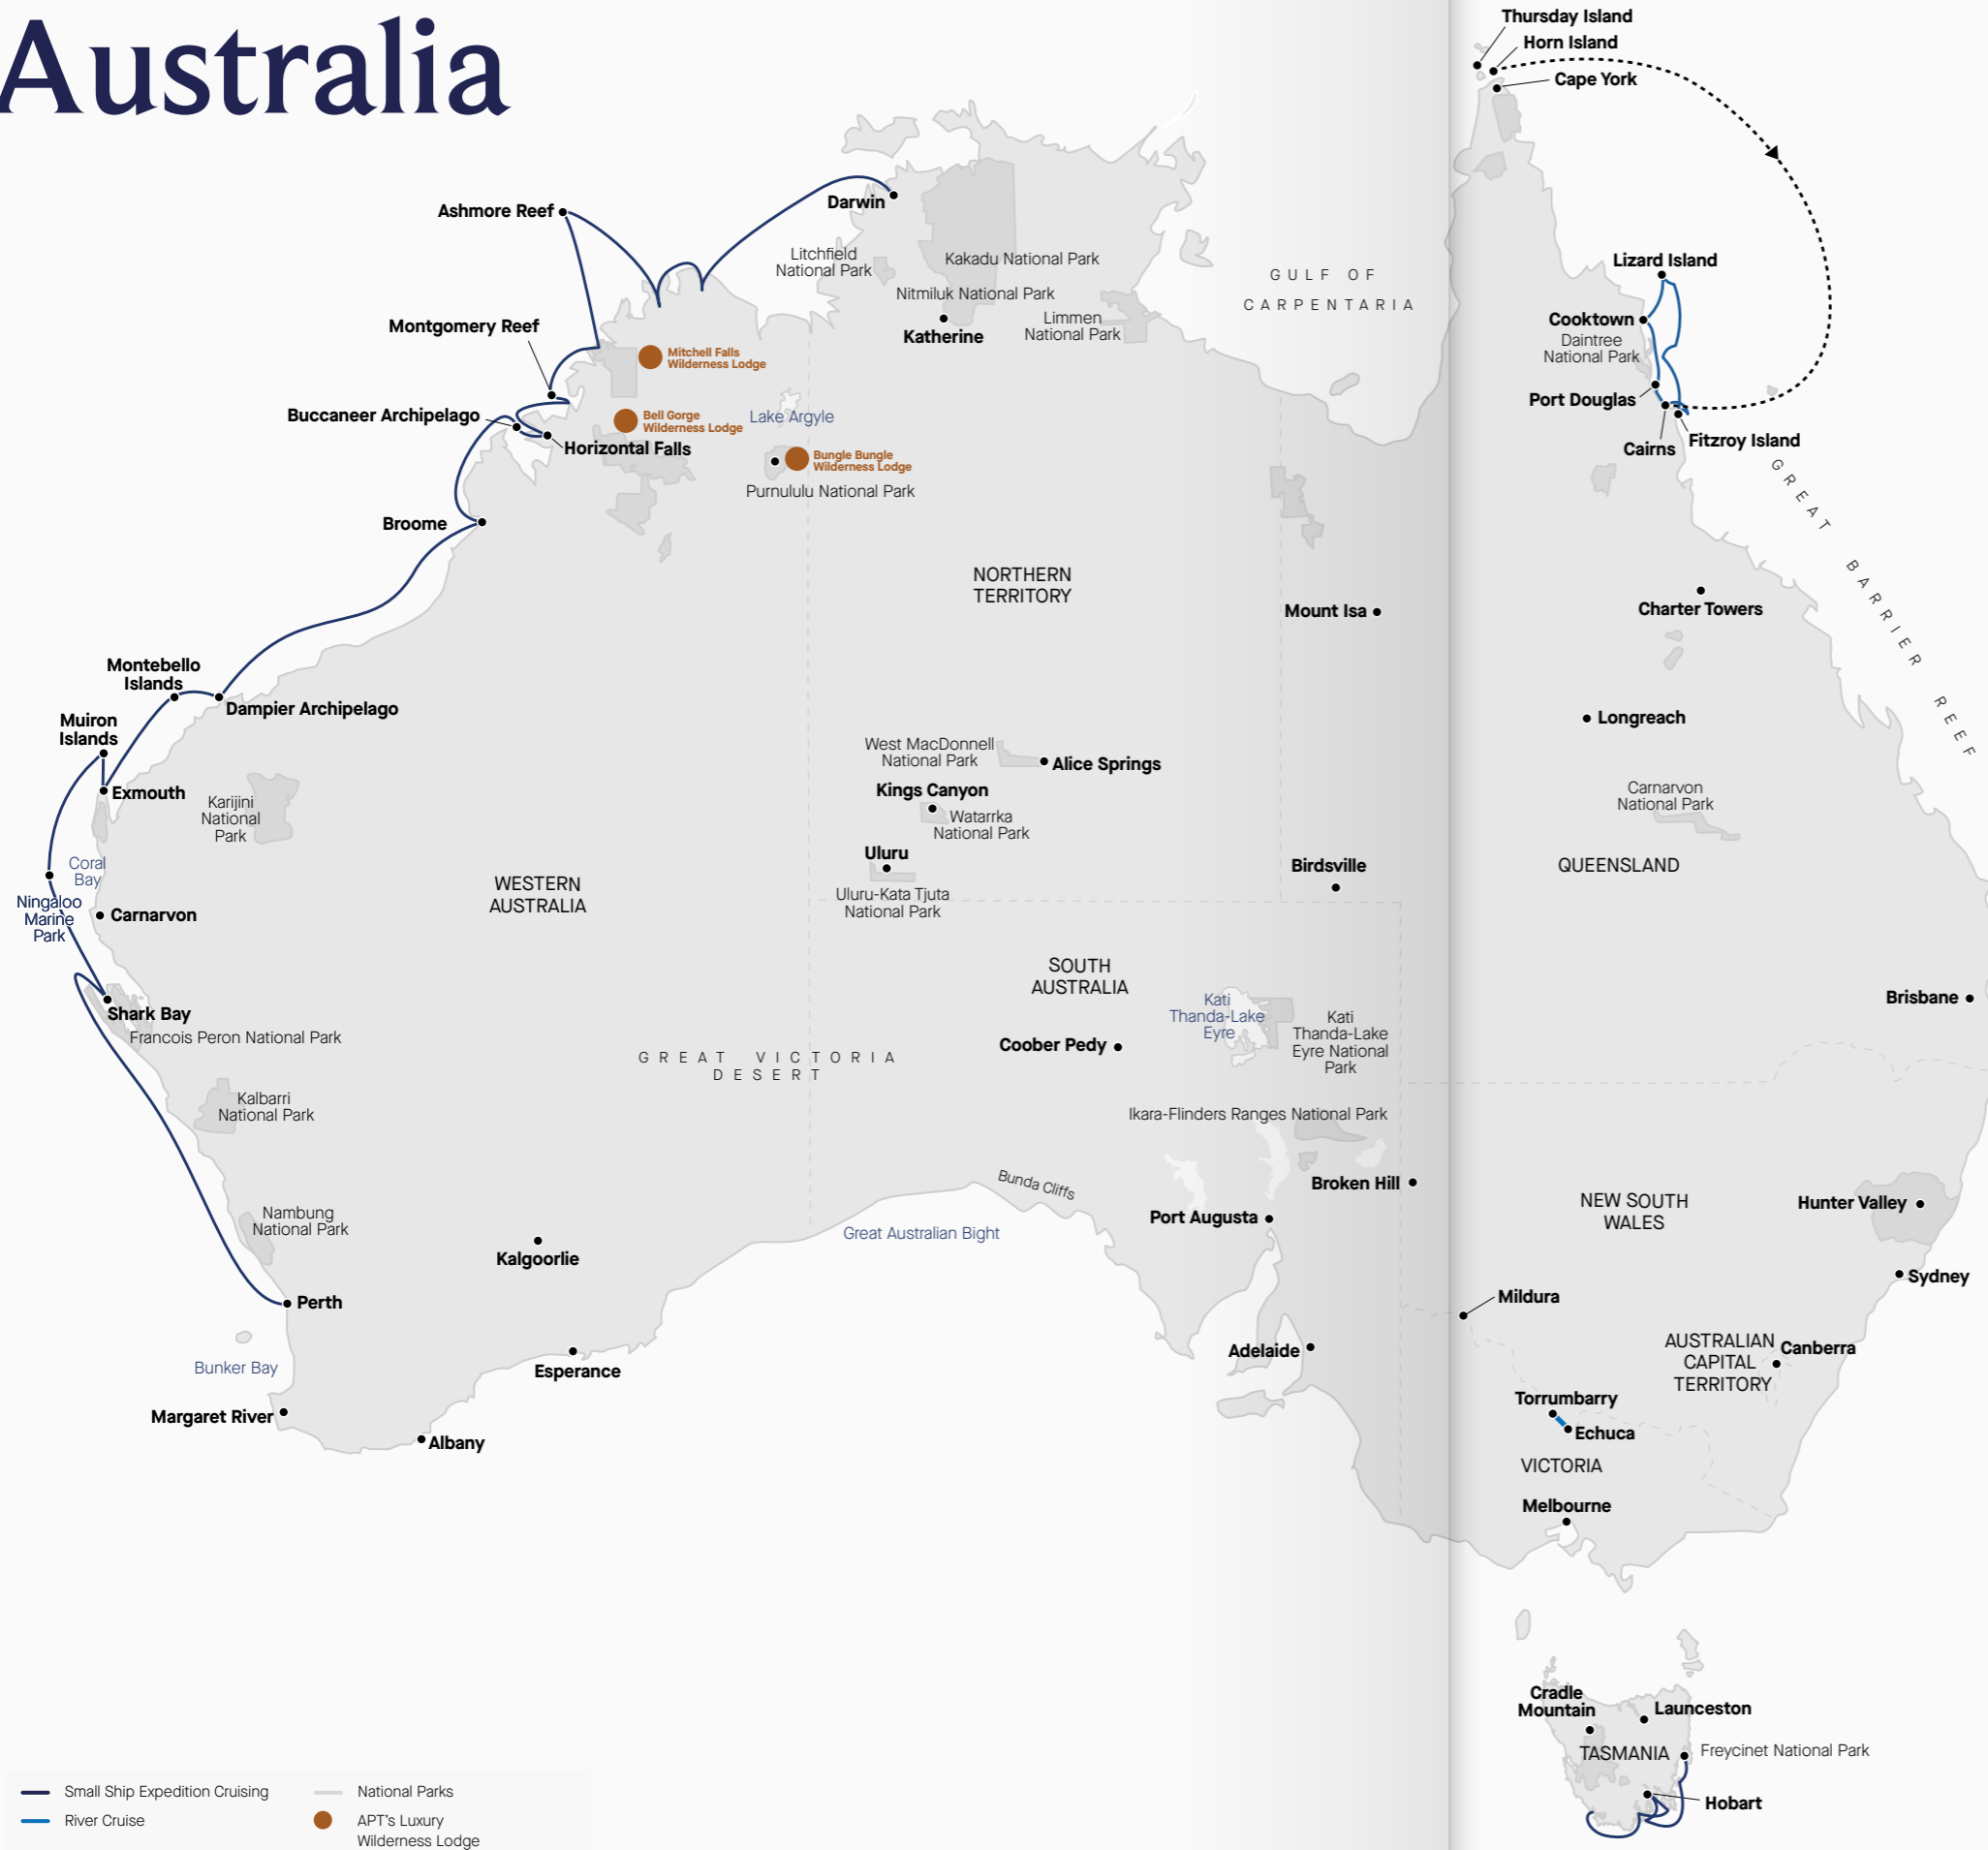 Australia
Thursday Island
Horn Island
Cape York
Ashmore Reef
Darwin
Litchfield
National Park
Kakadu National Park
Nitmiluk National Park
Katherine
Limmen
National Park
GULF OF
CARPENTARIA
Lizard Island
Cooktown
Daintree
National Park
Port Douglas
Cairns
Fitzroy Island
GREAT BARRIER REEF
Montgomery Reef
Mitchell Falls
Wilderness Lodge
Buccaneer Archipelago
Bell Gorge
Wilderness Lodge
Lake Argyle
Horizontal Falls
Bungle Bungle
Wilderness Lodge
Purnululu National Park
Broome
NORTHERN
TERRITORY
Mount Isa
Charter Towers
Montebello
Islands
Dampier Archipelago
Muiron
Islands
Exmouth
Karijini
National
Park
West MacDonnell
National Park
Alice Springs
Kings Canyon
Watarrka
National Park
Uluru
Uluru-Kata Tjuta
National Park
Longreach
Carnarvon
National Park
Birdsville
QUEENSLAND
Coral
Bay
Ningaloo
Marine
Park
Carnarvon
WESTERN
AUSTRALIA
SOUTH
AUSTRALIA
Shark Bay
Francois Peron National Park
GREAT VICTORIA
DESERT
Coober Pedy
Kati
Thanda-Lake
Eyre
Kati
Thanda-Lake
Eyre National
Park
Brisbane
Kalbarri
National Park
Ikara-Flinders Ranges National Park
Bunda Cliffs
Broken Hill
NEW SOUTH
WALES
Hunter Valley
Nambung
National Park
Kalgoorlie
Great Australian Bight
Port Augusta
Sydney
Perth
Mildura
Bunker Bay
Esperance
Adelaide
AUSTRALIAN
CAPITAL
TERRITORY
Canberra
Margaret River
Albany
Torrumbarry
Echuca
VICTORIA
Melbourne
Cradle
Mountain
Launceston
TASMANIA
Freycinet National Park
Hobart
Small Ship Expedition Cruising
River Cruise
National Parks
APT's Luxury
Wilderness Lodge